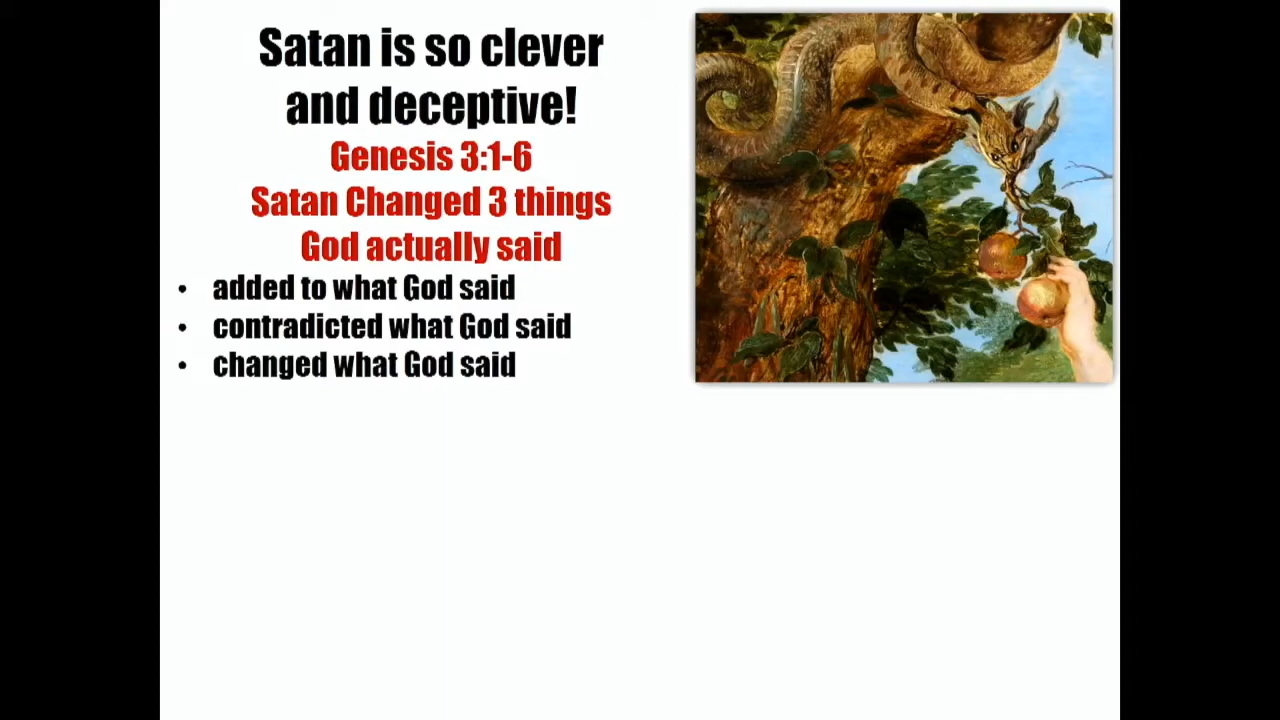 Satan is so clever
and deceptive!
Genesis 3:1-6
Satan Changed 3 things
God actually said
• added to what God said
• contradicted what God said
• changed what God said